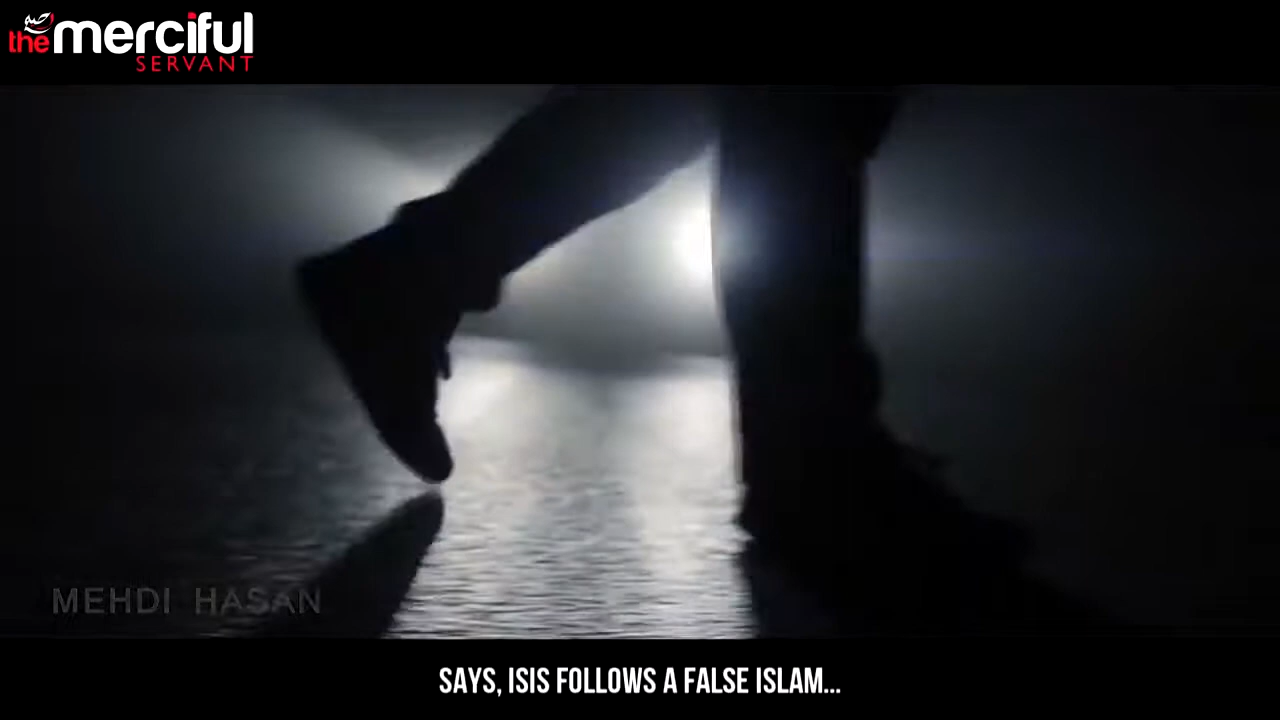 the merciful
SERVANT
MEHDI HASAN
SAYS, ISIS FOLLOWS A FALSE ISLAM...